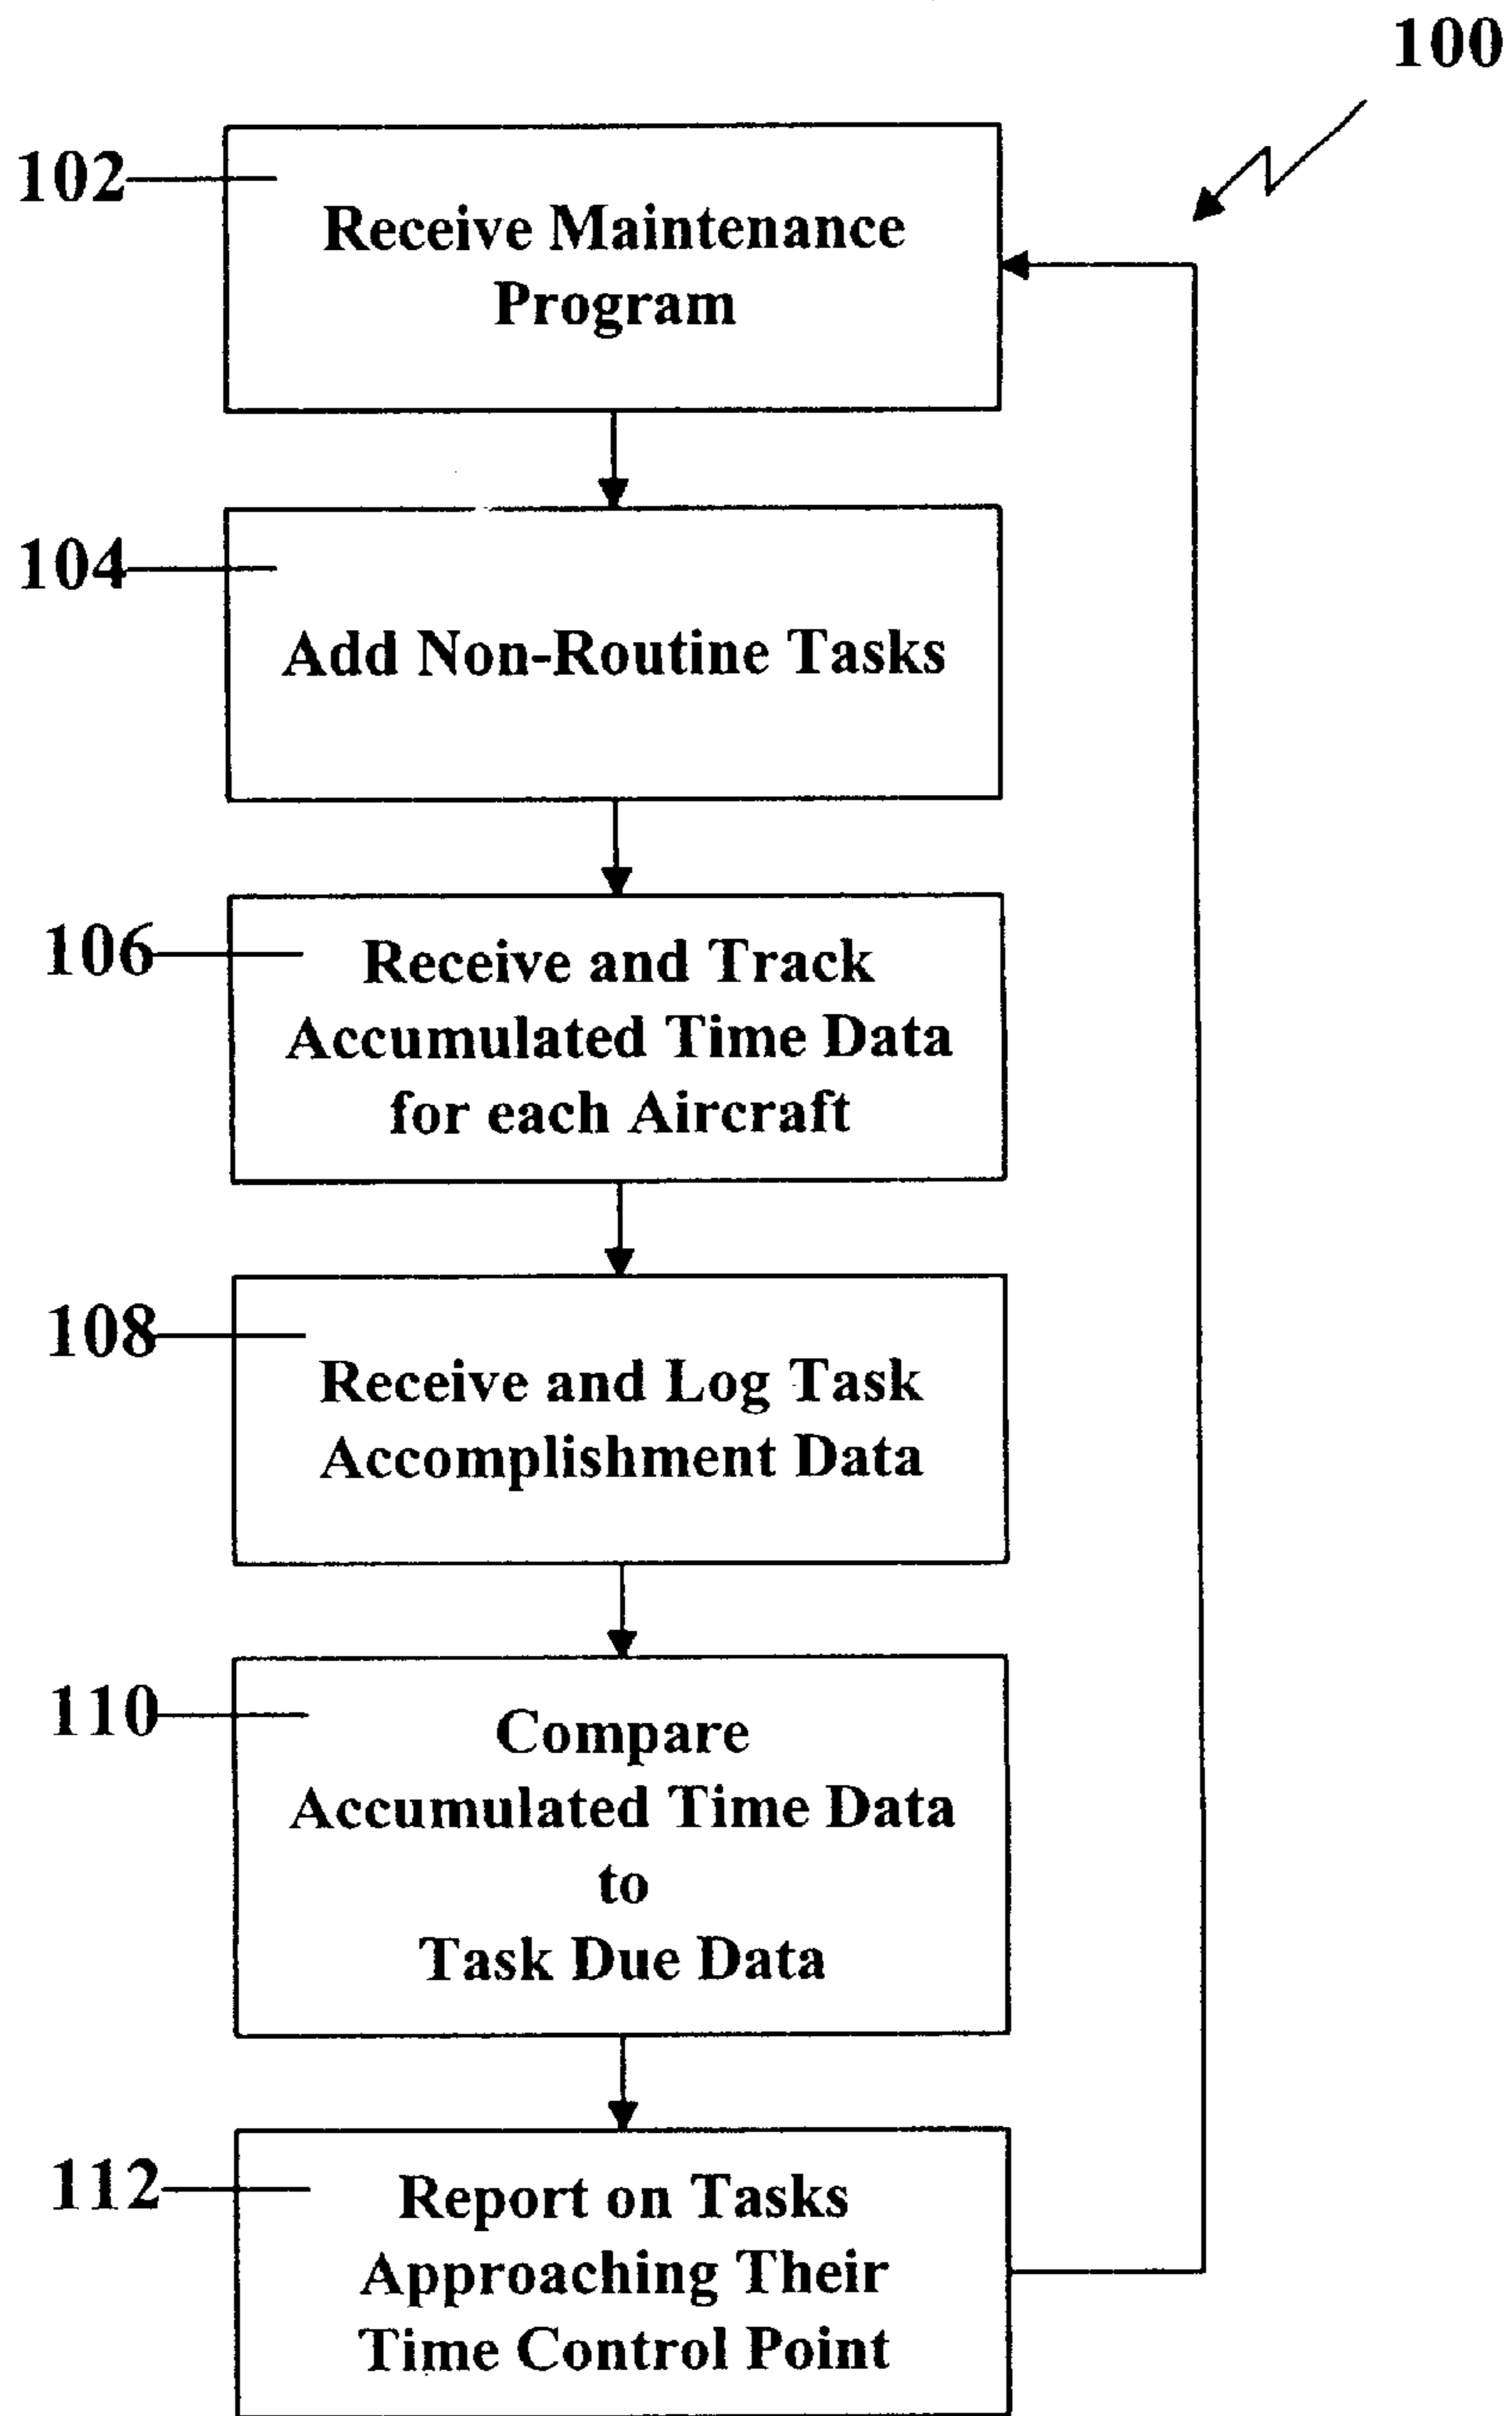 100
102
Receive Maintenance
Program
104
Add Non-Routine Tasks
106
Receive and Track
Accumulated Time Data
for each Aircraft
108
Receive and Log Task
Accomplishment Data
110
Compare
Accumulated Time Data
to
Task Due Data
112
Report on Tasks
Approaching Their
Time Control Point